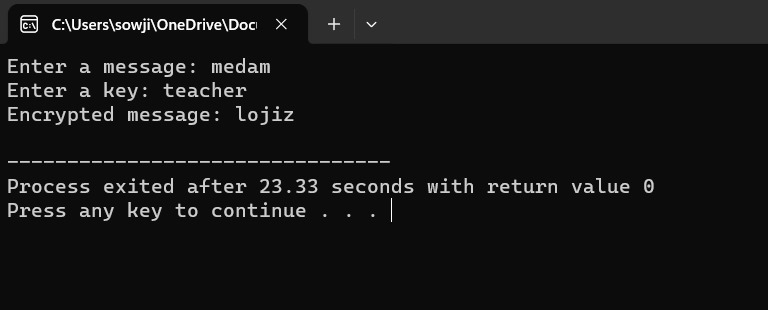 C:\Users\sowji\OneDrive\Docu
Enter a message: medam
Enter a key: teacher
Encrypted message: lojiz
--------------------------------
Process exited after 23.33 seconds with return value 0
Press any key to continue . . .